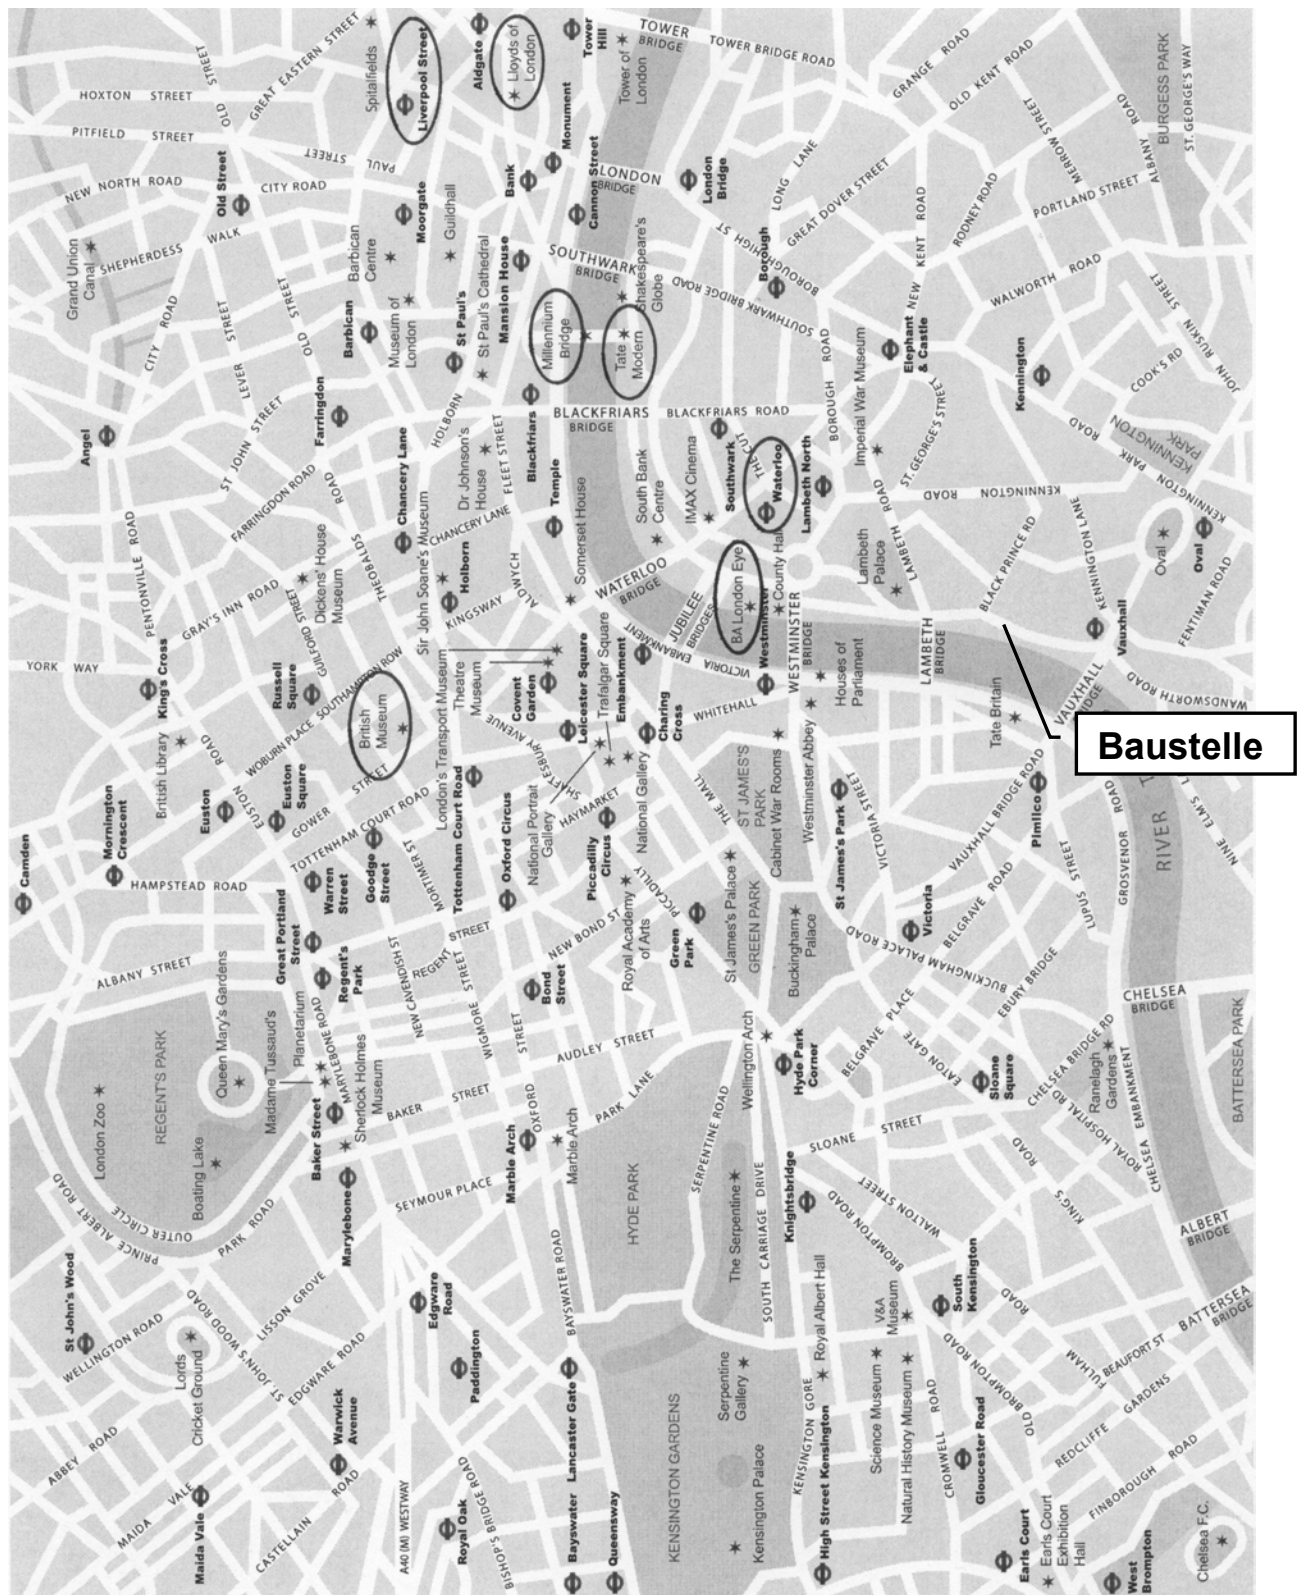 TOWER
BRIDGE
TOWER BRIDGE ROAD
GRANGE ROAD
OLD KENT ROAD
BURGESS PARK
ST. GEORGE'S WAY
ALBANY ROAD
MERROW STREET
PORTLAND STREET
RODNEY ROAD
WALWORTH ROAD
JOHN RUSKIN STREET
COOK'S RD
KENNINGTON
PARK
KENNINGTON PARK ROAD
Kennington
Elephant
& Castle
NEW KENT ROAD
GREAT DOVER STREET
LONG LANE
BOROUGH HIGH ST
Borough
SOUTHWARK BRIDGE ROAD
London
Bridge
LONDON
BRIDGE
Tower
Hill
Tower of
London
Aldgate
Lloyds of
London
Liverpool Street
Spitalfields
GREAT EASTERN STREET
OLD STREET
HOXTON STREET
PITFIELD STREET
PAUL STREET
NEW NORTH ROAD
CITY ROAD
Old Street
SHEPHERDESS WALK
Grand Union
Canal
CITY ROAD
LEVER STREET
OLD STREET
Moorgate
Guildhall
Barbican
Centre
Barbican
Museum of
London
St Paul's
St Paul's Cathedral
Mansion House
Bank
Monument
Cannon Street
SOUTHWARK
BRIDGE
Shakespeare's
Globe
Millennium
Bridge
Tate
Modern
BLACKFRIARS
BRIDGE
BLACKFRIARS ROAD
Blackfriars
Angel
ST JOHN STREET
Farringdon
FARRINGDON ROAD
HOLBORN
Dr Johnson's
House
FLEET STREET
Chancery Lane
CHANCERY LANE
Temple
South Bank
Centre
IMAX Cinema
Southwark
THE CUT
Waterloo
Lambeth North
BOROUGH ROAD
Imperial War Museum
ST. GEORGE'S STREET
LAMBETH ROAD
Lambeth
Palace
KENNINGTON ROAD
BLACK PRINCE RD
KENNINGTON LANE
Oval
Oval
FENTIMAN ROAD
Vauxhall
VAUXHALL
WANDSWORTH ROAD
LAMBETH
BRIDGE
County Hall
BA London Eye
JUBILEE
BRIDGES
WATERLOO
BRIDGE
Somerset House
ALDWYCH
KINGSWAY
Holborn
Sir John Soane's Museum
THEOBALDS ROAD
Dickens' House
Museum
GUILFORD STREET
GRAY'S INN ROAD
PENTONVILLE ROAD
YORK WAY
King's Cross
British Library
Russell
Square
SOUTHAMPTON ROW
WOBURN PLACE
British
Museum
London's Transport Museum
Theatre
Museum
Covent
Garden
Leicester Square
Trafalgar Square
Embankment
VICTORIA EMBANKMENT
Westminster
WESTMINSTER
BRIDGE
Houses of
Parliament
Charing
Cross
WHITEHALL
Westminster Abbey
Cabinet War Rooms
ST JAMES'S
PARK
THE MALL
Tate Britain
Baustelle
Pimlico
VAUXHALL BRIDGE ROAD
GROSVENOR ROAD
NINE ELM'S L
RIVER T
LUPUS STREET
St James's Park
VICTORIA STREET
Victoria
BELGRAVE ROAD
BUCKINGHAM PALACE ROAD
Buckingham
Palace
GREEN PARK
St James's Palace
Green
Park
PICCADILLY
Royal Academy
of Arts
National Gallery
National Portrait
Gallery
HAYMARKET
SHAFTESBURY AVENUE
Piccadilly
Circus
Oxford Circus
Tottenham Court Road
TOTTENHAM COURT ROAD
GOWER STREET
Goodge
Street
MORTIMER ST
Warren
Street
Euston
Square
Euston
EUSTON ROAD
Mornington
Crescent
Camden
HAMPSTEAD ROAD
ALBANY STREET
Great Portland
Street
Regent's
Park
NEW CAVENDISH ST
REGENT STREET
NEW BOND ST
Bond
Street
WIGMORE STREET
OXFORD STREET
AUDLEY STREET
PARK LANE
BAKER STREET
MARYLEBONE ROAD
Planetarium
Madame Tussaud's
Sherlock Holmes
Museum
Baker Street
Queen Mary's Gardens
REGENT'S PARK
London Zoo
Boating Lake
OUTER CIRCLE
PRINCE ALBERT ROAD
PARK ROAD
Marylebone
SEYMOUR PLACE
Marble Arch
Marble Arch
HYDE PARK
SERPENTINE ROAD
The Serpentine
SOUTH CARRIAGE DRIVE
Wellington Arch
Hyde Park
Corner
BELGRAVE PLACE
EATON GATE
EBURY BRIDGE
CHELSEA
BRIDGE
BATTERSEA PARK
CHELSEA BRIDGE RD
Ranelagh
Gardens
ROYAL HOSPITAL RD
CHELSEA EMBANKMENT
Sloane
Square
SLOANE STREET
KING'S ROAD
Knightsbridge
WALTON STREET
BROMPTON ROAD
ALBERT
BRIDGE
BATTERSEA
BRIDGE
BEAUFORT ST
FULHAM ROAD
South
Kensington
V&A
Museum
Royal Albert Hall
Science Museum
Natural History Museum
CROMWELL ROAD
OLD BROMPTON ROAD
Gloucester Road
REDCLIFFE GARDENS
FINBOROUGH ROAD
Chelsea F.C.
West
Brompton
Earls Court
Exhibition
Hall
Earls Court
High Street Kensington
KENSINGTON GORE
Kensington Palace
Serpentine
Gallery
KENSINGTON GARDENS
BAYSWATER ROAD
Lancaster Gate
Bayswater
Queensway
BISHOP'S BRIDGE ROAD
Royal Oak
Paddington
Edgware
Road
A40 (M) WESTWAY
CASTELLAIN ROAD
Warwick
Avenue
EDGWARE ROAD
LISSON GROVE
ST JOHN'S WOOD ROAD
Lords
Cricket Ground
St John's Wood
WELLINGTON ROAD
ABBEY ROAD
MAIDA VALE
Maida Vale